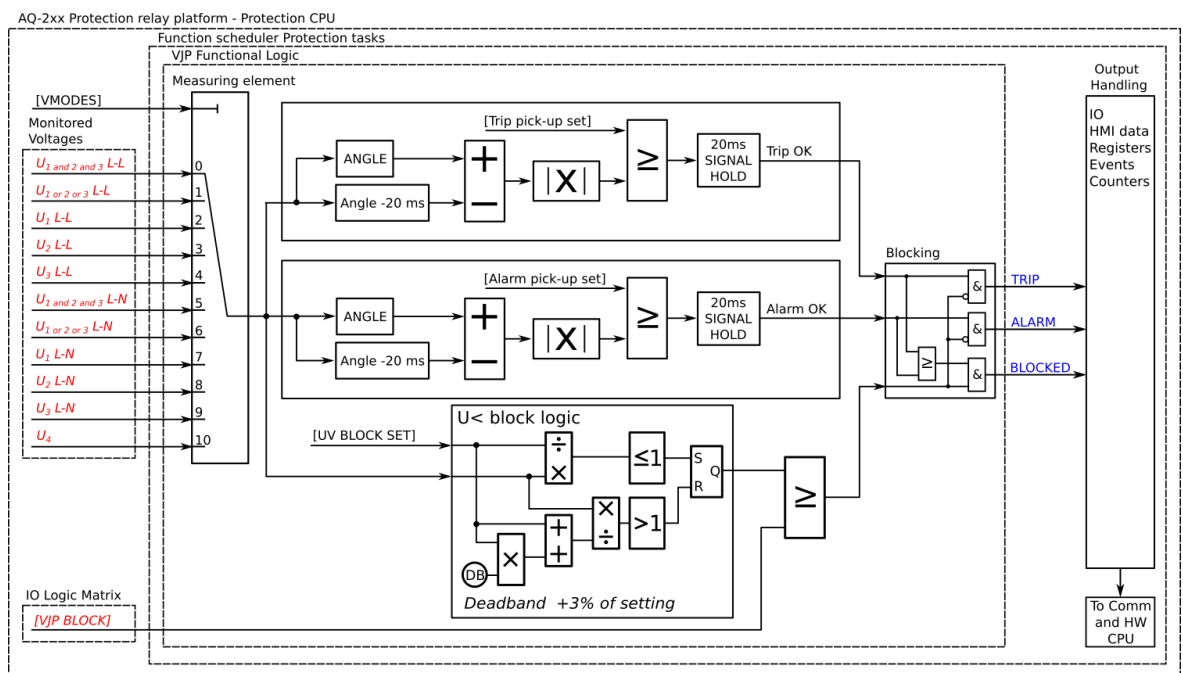 AQ-2xx Protection relay platform - Protection CPU
Function scheduler Protection tasks
VJP Functional Logic
Measuring element
[VMODES]
Monitored
Voltages
U1 and 2 and 3 L-L
U1 or 2 or 3 L-L
U1 L-L
U2 L-L
U3 L-L
U1 and 2 and 3 L-N
U1 or 2 or 3 L-N
U1 L-N
U2 L-N
U3 L-N
U4
0
1
2
3
4
5
6
7
8
9
10
[Trip pick-up set]
ANGLE
Angle -20 ms
+
−
|X|
≥
20ms
SIGNAL
HOLD
Trip OK
[Alarm pick-up set]
ANGLE
Angle -20 ms
+
−
|X|
≥
20ms
SIGNAL
HOLD
Alarm OK
U< block logic
[UV BLOCK SET]
÷
×
≤1
S
R
Q
×
÷
>1
+
+
×
DB
Deadband +3% of setting
≥
Blocking
&
&
≥
&
TRIP
ALARM
BLOCKED
Output
Handling
IO
HMI data
Registers
Events
Counters
To Comm
and HW
CPU
IO Logic Matrix
[VJP BLOCK]